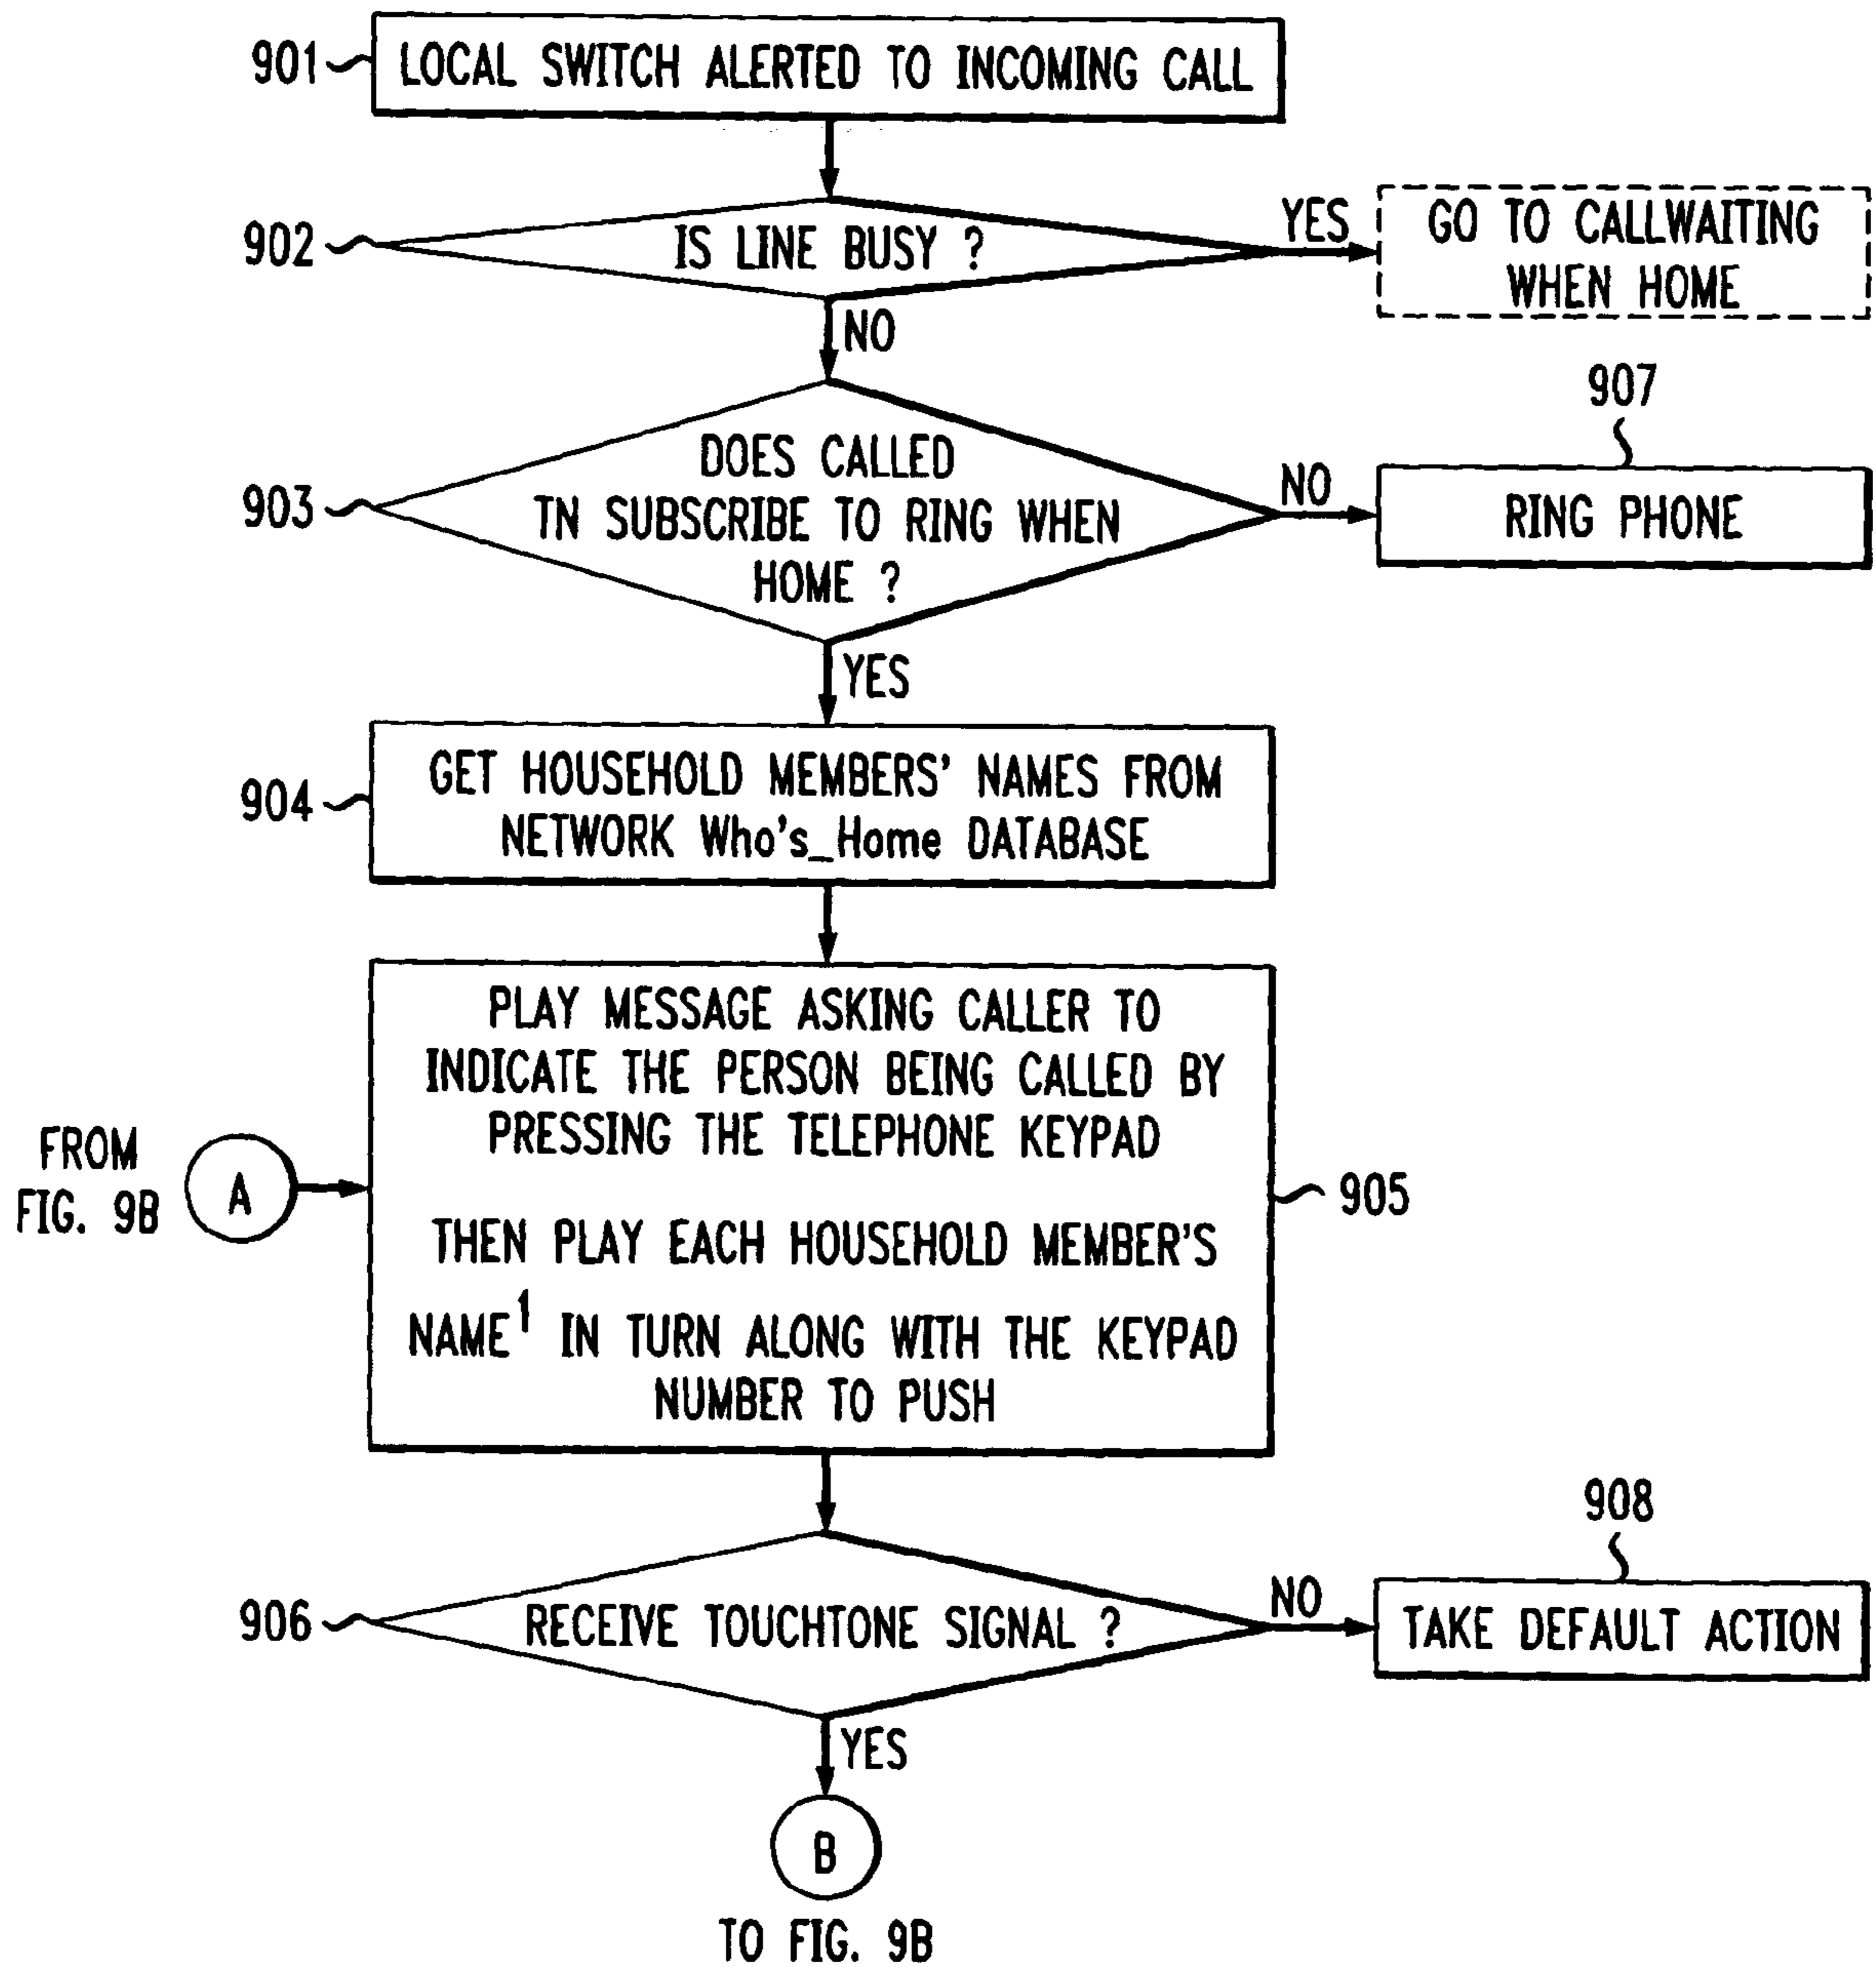 901
LOCAL SWITCH ALERTED TO INCOMING CALL
902
IS LINE BUSY ?
YES
GO TO CALLWAITING
WHEN HOME
NO
907
903
DOES CALLED
TN SUBSCRIBE TO RING WHEN
HOME ?
NO
RING PHONE
YES
904
GET HOUSEHOLD MEMBERS' NAMES FROM
NETWORK Who's_Home DATABASE
PLAY MESSAGE ASKING CALLER TO
INDICATE THE PERSON BEING CALLED BY
PRESSING THE TELEPHONE KEYPAD
FROM
FIG. 9B
A
905
THEN PLAY EACH HOUSEHOLD MEMBER'S
NAME¹ IN TURN ALONG WITH THE KEYPAD
NUMBER TO PUSH
908
906
RECEIVE TOUCHTONE SIGNAL ?
NO
TAKE DEFAULT ACTION
YES
B
TO FIG. 9B